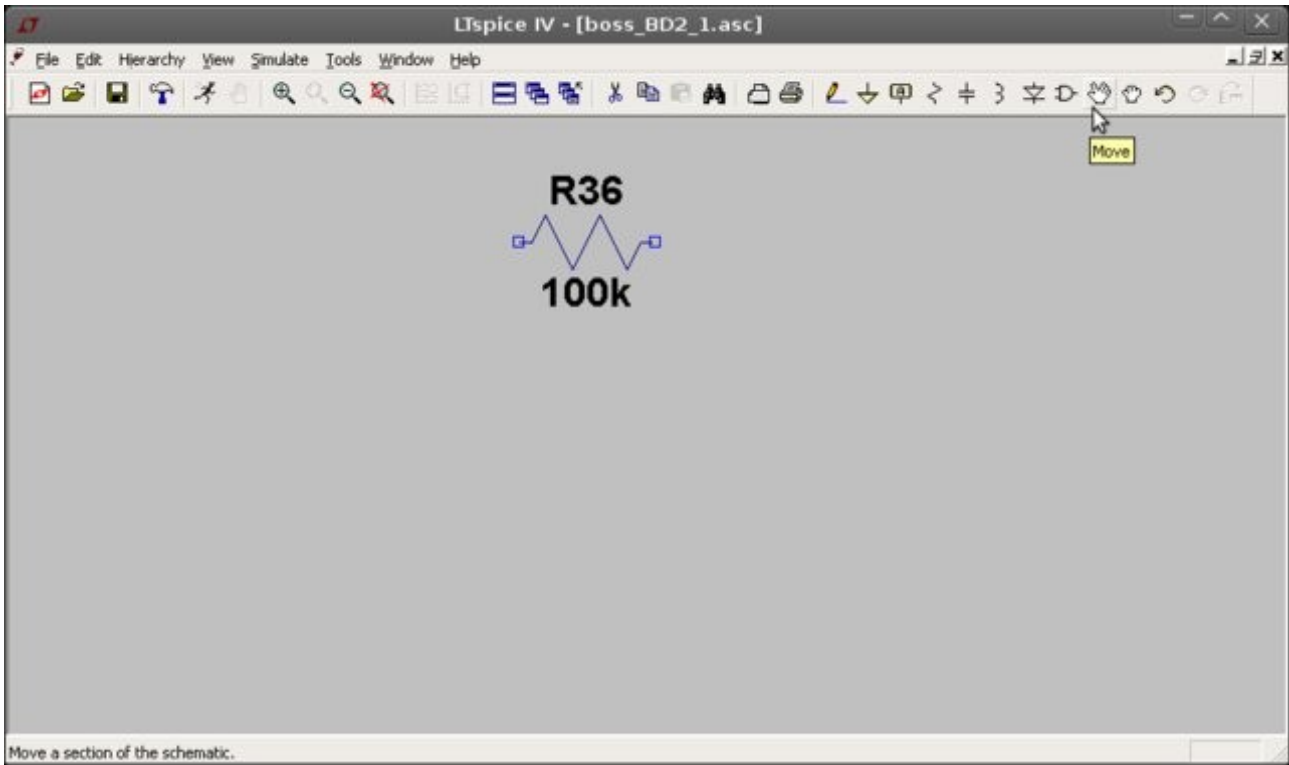 LTspice IV - [boss_BD2_1.asc]
File Edit Hierarchy View Simulate Tools Window Help
Move
R36
100k
Move a section of the schematic.